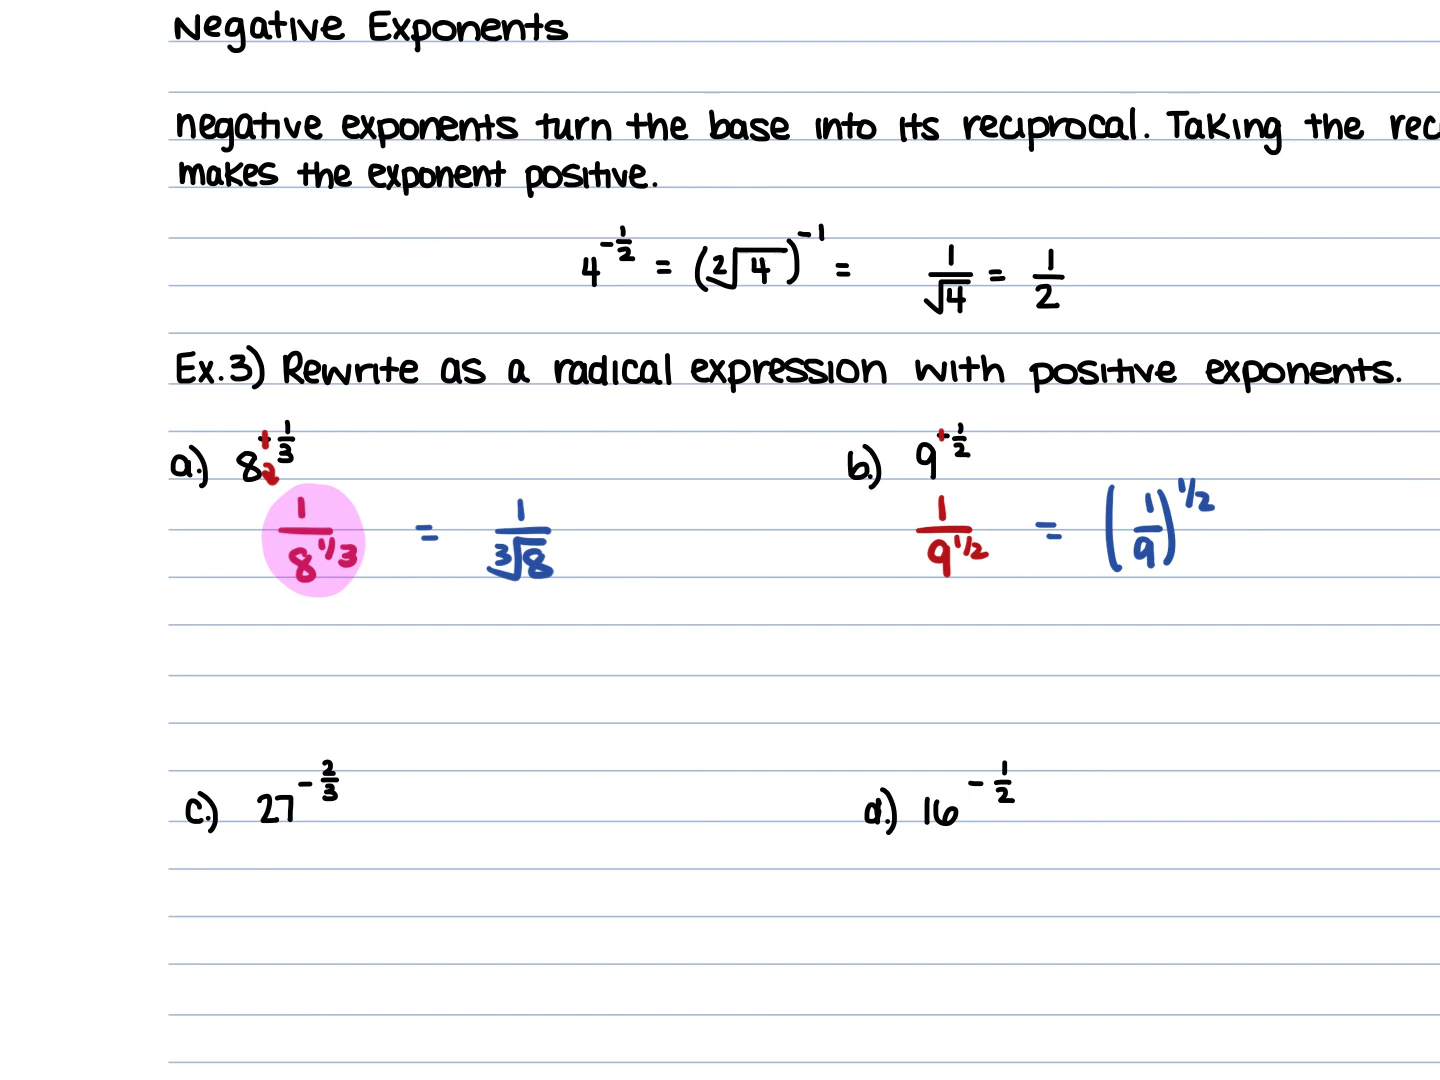 Negative Exponents
negative exponents turn the base into its reciprocal. Taking the rec
makes the exponent positive.
4^{-1/2} = (²√4)^{-1} = 1/√4 = 1/2
Ex.3) Rewrite as a radical expression with positive exponents.
a.) 8^{+1/3} b.) 9^{+1/2}
1/8^{1/3} = 1/³√8 1/9^{1/2} = (1/9)^{1/2}
c.) 27^{-2/3} d.) 16^{-1/2}